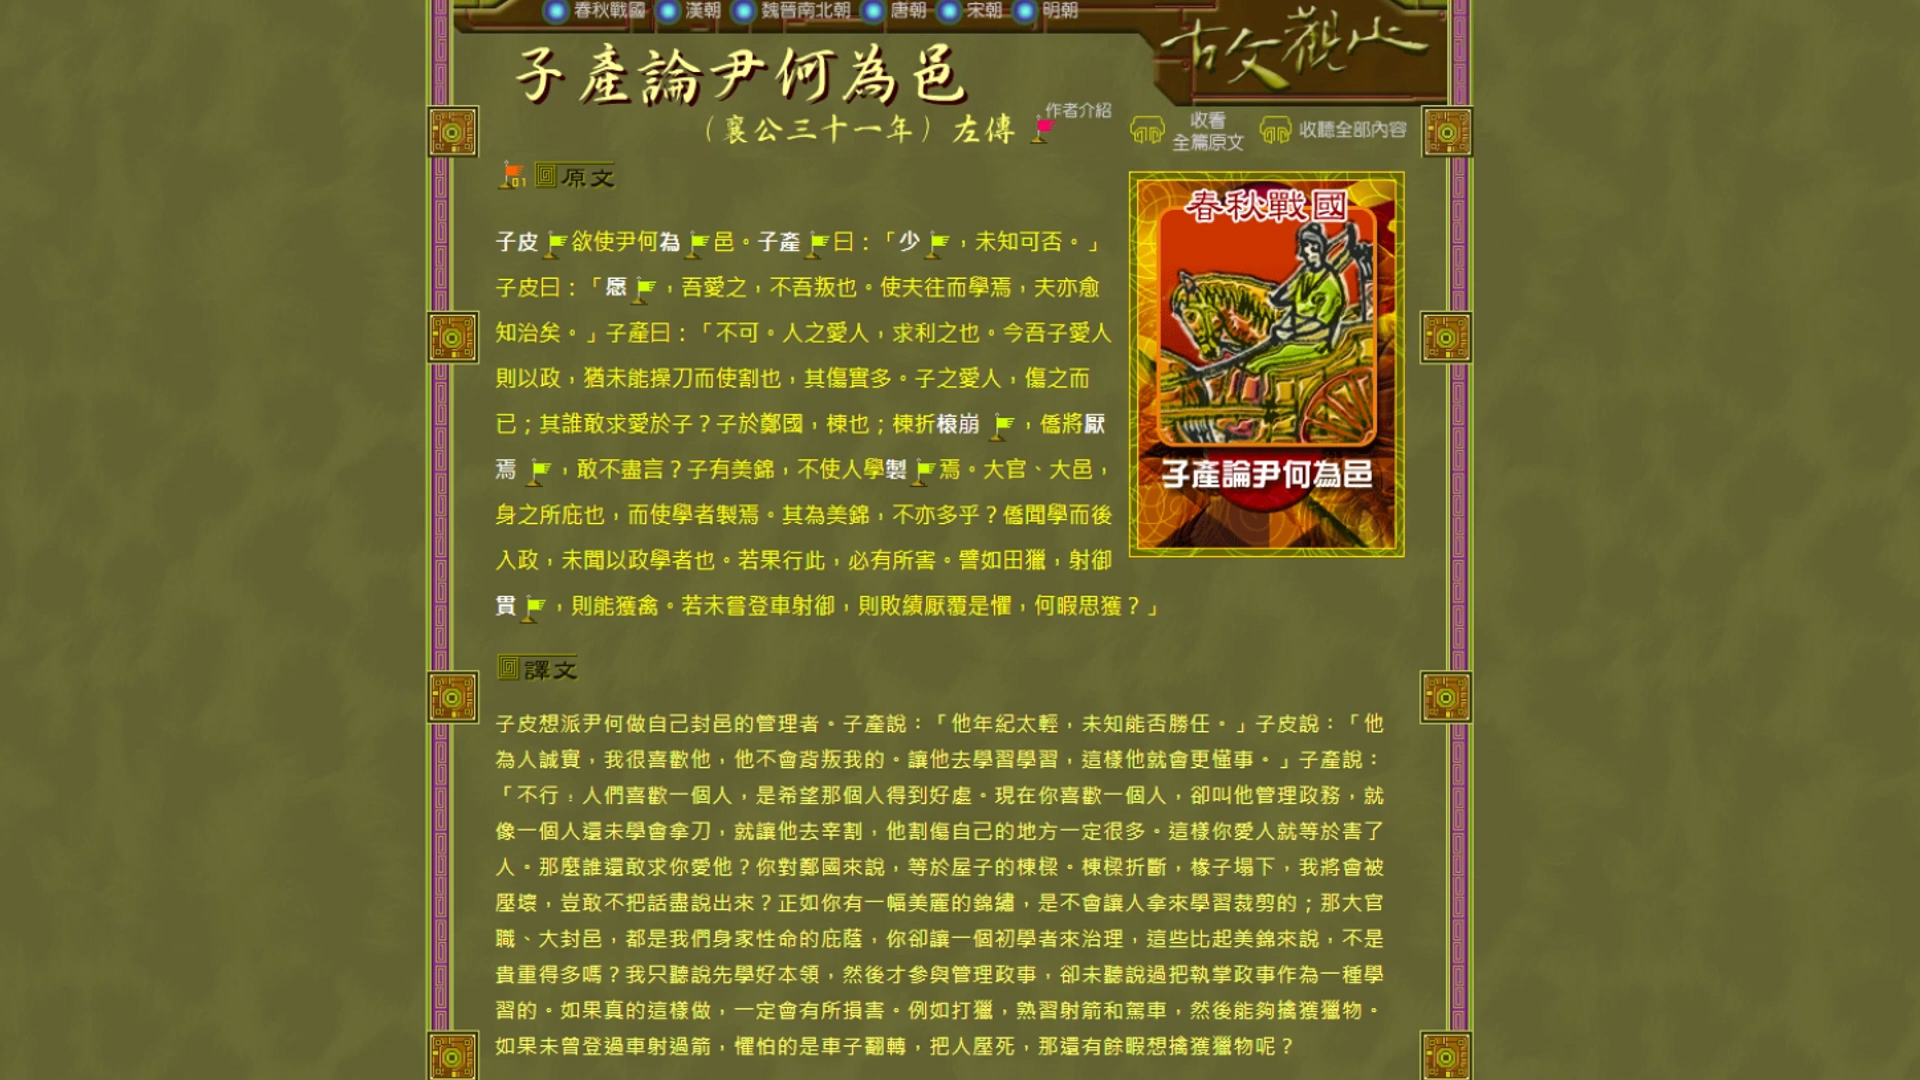 春秋戰國 漢朝 魏晉南北朝 唐朝 宋朝 明朝
古文觀止
子產論尹何為邑
（襄公三十一年）左傳
作者介紹
收看
全篇原文
收聽全部內容
01 原文
子皮欲使尹何為邑。子產曰：「少，未知可否。」
子皮曰：「愿，吾愛之，不吾叛也。使夫往而學焉，夫亦愈
知治矣。」子產曰：「不可。人之愛人，求利之也。今吾子愛人
則以政，猶未能操刀而使割也，其傷實多。子之愛人，傷之而
已；其誰敢求愛於子？子於鄭國，棟也；棟折榱崩，僑將厭
焉，敢不盡言？子有美錦，不使人學製焉。大官、大邑，
身之所庇也，而使學者製焉。其為美錦，不亦多乎？僑聞學而後
入政，未聞以政學者也。若果行此，必有所害。譬如田獵，射御
貫，則能獲禽。若未嘗登車射御，則敗績厭覆是懼，何暇思獲？」
春秋戰國
子產論尹何為邑
譯文
子皮想派尹何做自己封邑的管理者。子產說：「他年紀太輕，未知能否勝任。」子皮說：「他
為人誠實，我很喜歡他，他不會背叛我的。讓他去學習學習，這樣他就會更懂事。」子產說：
「不行﹔人們喜歡一個人，是希望那個人得到好處。現在你喜歡一個人，卻叫他管理政務，就
像一個人還未學會拿刀，就讓他去宰割，他割傷自己的地方一定很多。這樣你愛人就等於害了
人。那麼誰還敢求你愛他？你對鄭國來說，等於屋子的棟樑。棟樑折斷，椽子塌下，我將會被
壓壞，豈敢不把話盡說出來？正如你有一幅美麗的錦繡，是不會讓人拿來學習裁剪的；那大官
職、大封邑，都是我們身家性命的庇蔭，你卻讓一個初學者來治理，這些比起美錦來說，不是
貴重得多嗎？我只聽說先學好本領，然後才參與管理政事，卻未聽說過把執掌政事作為一種學
習的。如果真的這樣做，一定會有所損害。例如打獵，熟習射箭和駕車，然後能夠擒獲獵物。
如果未曾登過車射過箭，懼怕的是車子翻轉，把人壓死，那還有餘暇想擒獲獵物呢？